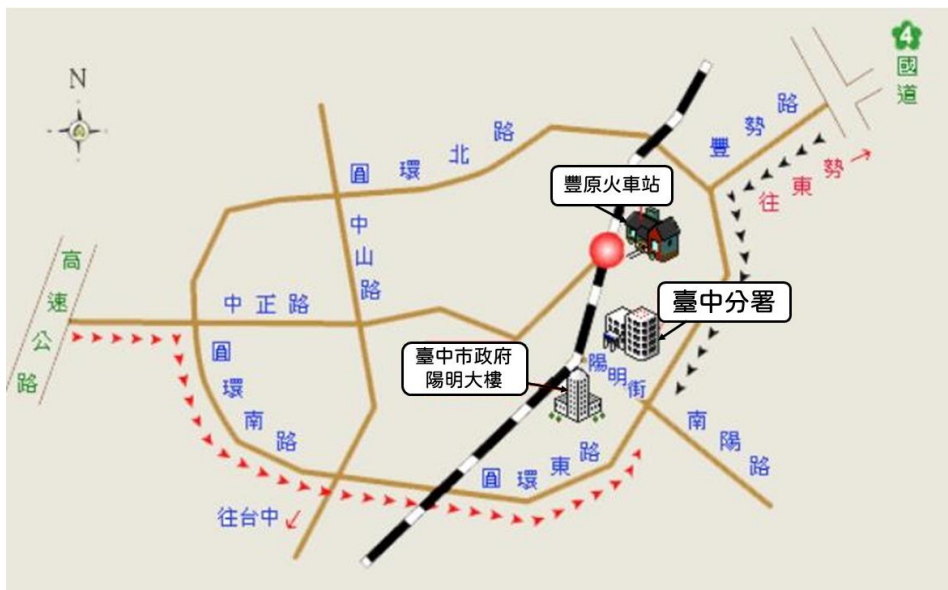 4
國道
N
豐勢路
圓環北路
往東勢
豐原火車站
中山路
高速公路
中正路
臺中分署
圓環南路
臺中市政府
陽明大樓
陽明街
南陽路
圓環東路
往台中